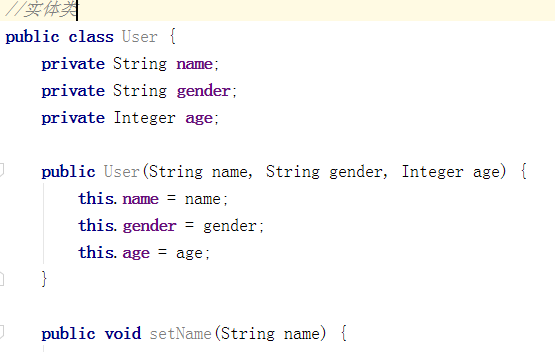 //实体类
public class User {
private String name;
private String gender;
private Integer age;
public User(String name, String gender, Integer age) {
this.name = name;
this.gender = gender;
this.age = age;
}
public void setName(String name) {